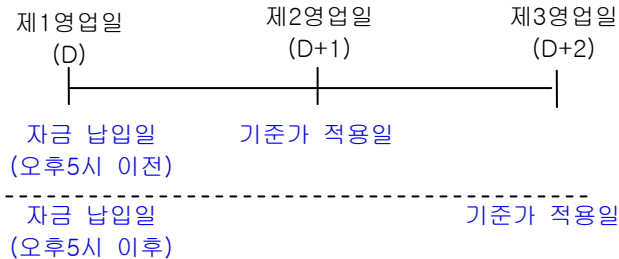 제1영업일 제2영업일 제3영업일
(D) (D+1) (D+2)
자금 납입일 기준가 적용일
(오후5시 이전)
자금 납입일 기준가 적용일
(오후5시 이후)